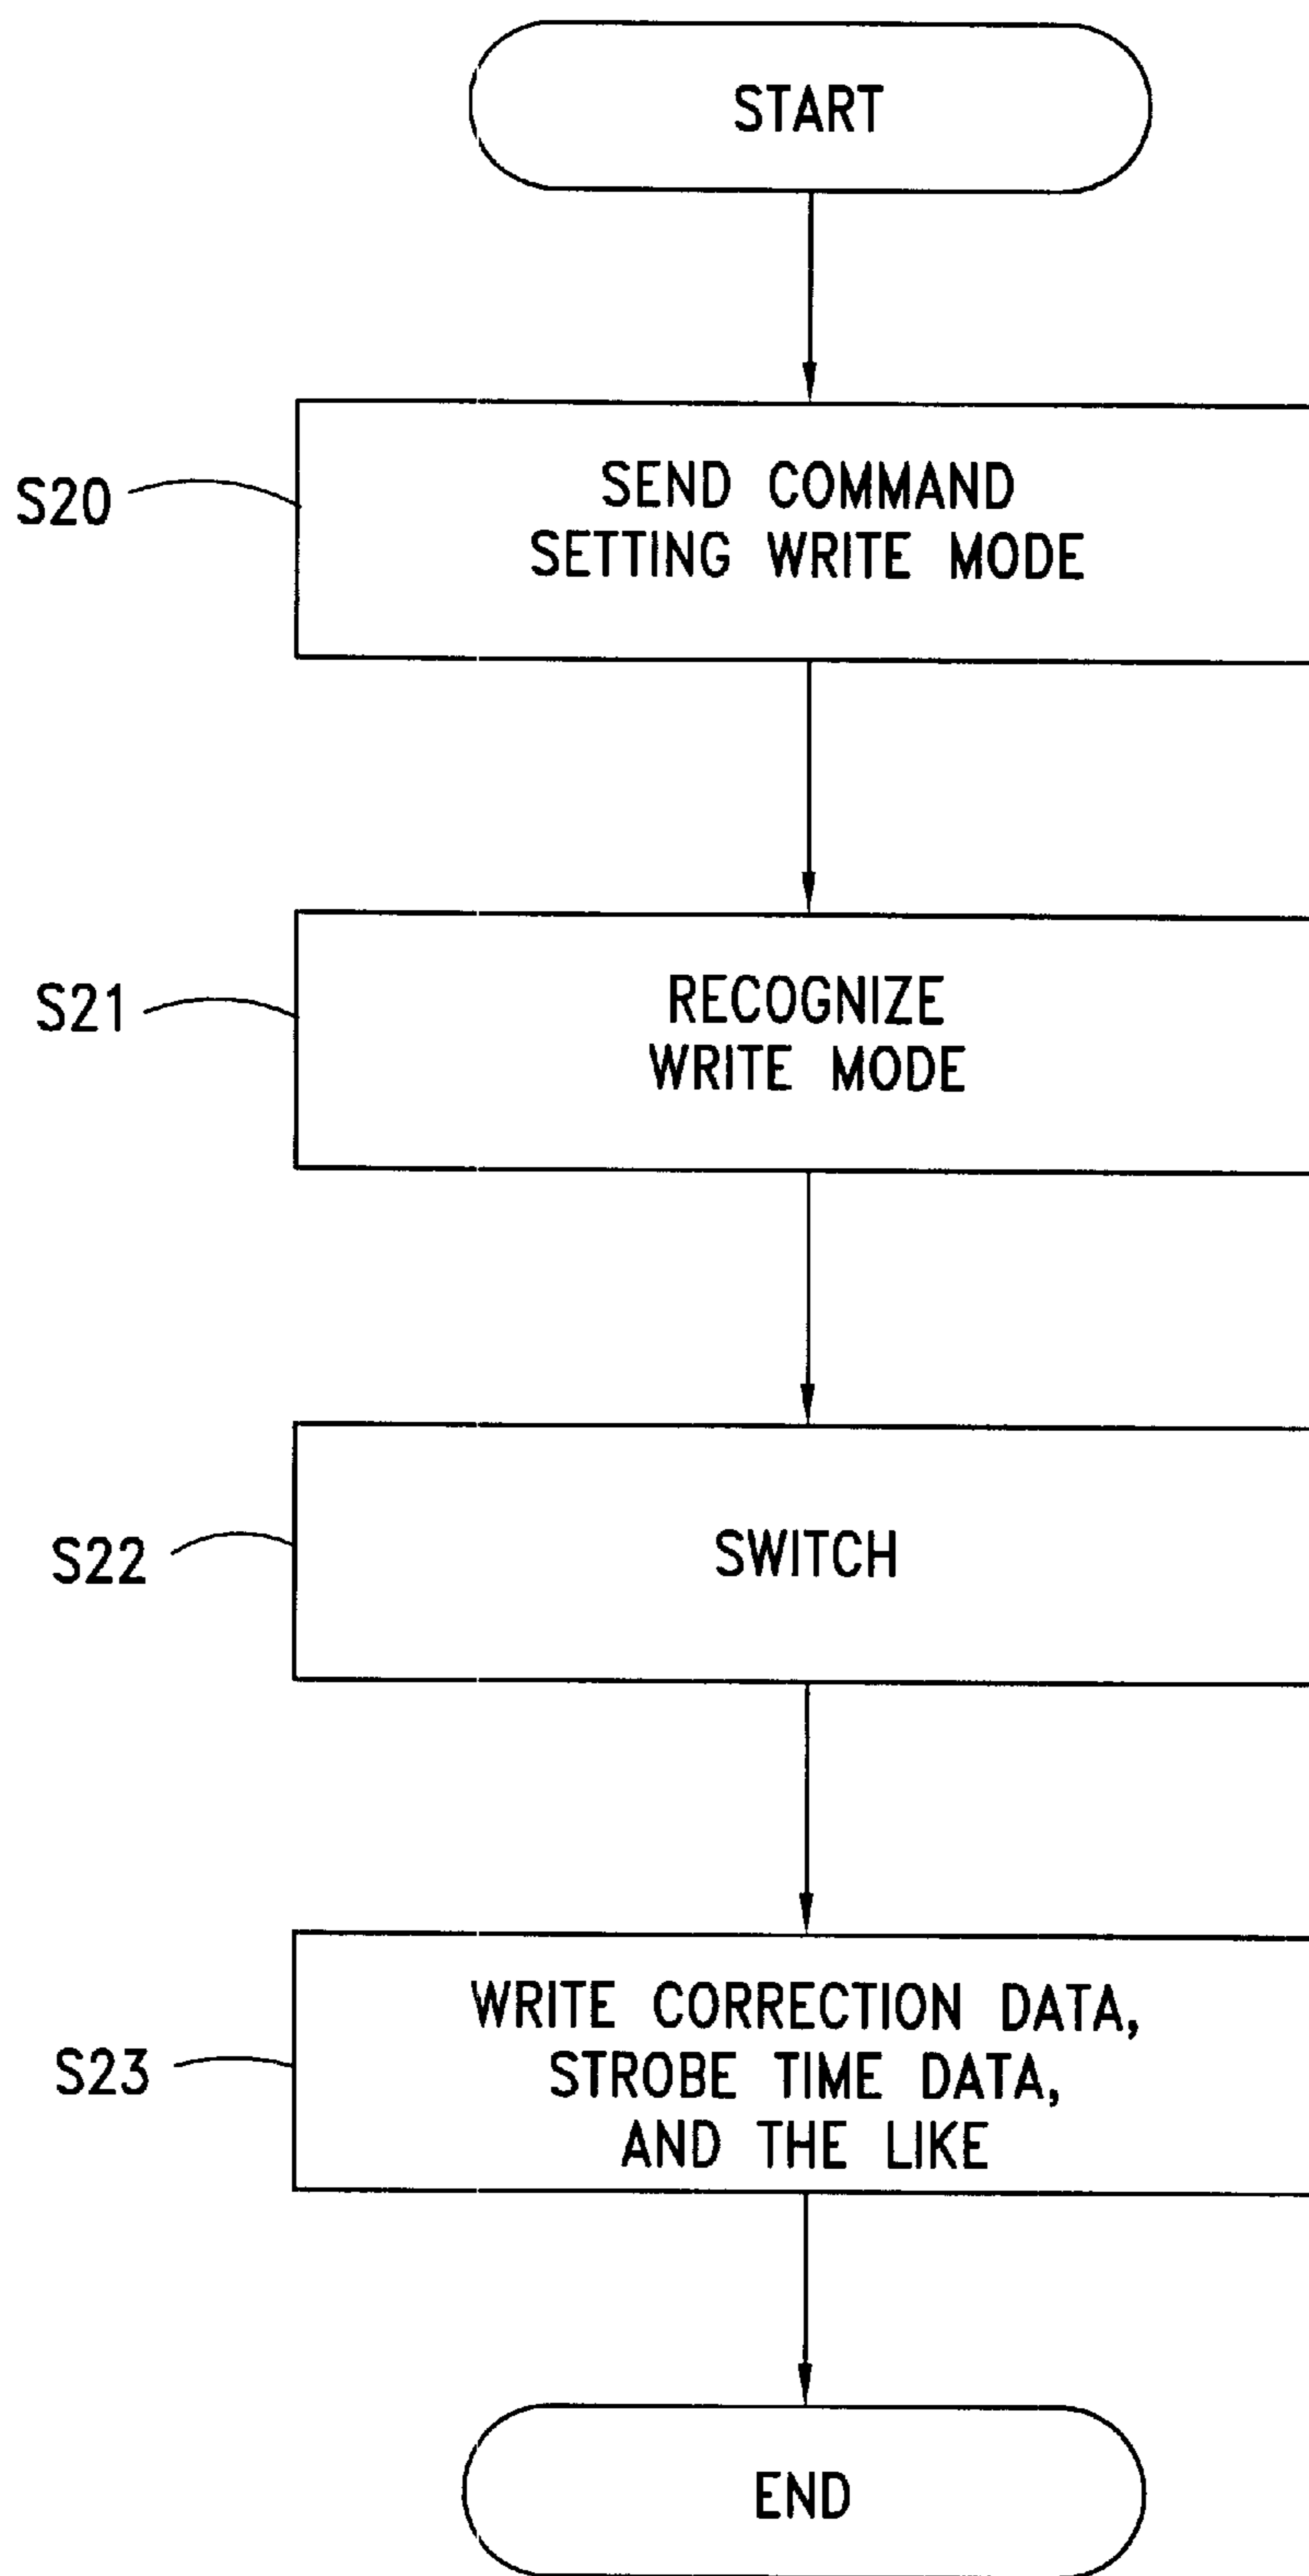 START
S20
SEND COMMAND
SETTING WRITE MODE
S21
RECOGNIZE
WRITE MODE
S22
SWITCH
S23
WRITE CORRECTION DATA,
STROBE TIME DATA,
AND THE LIKE
END